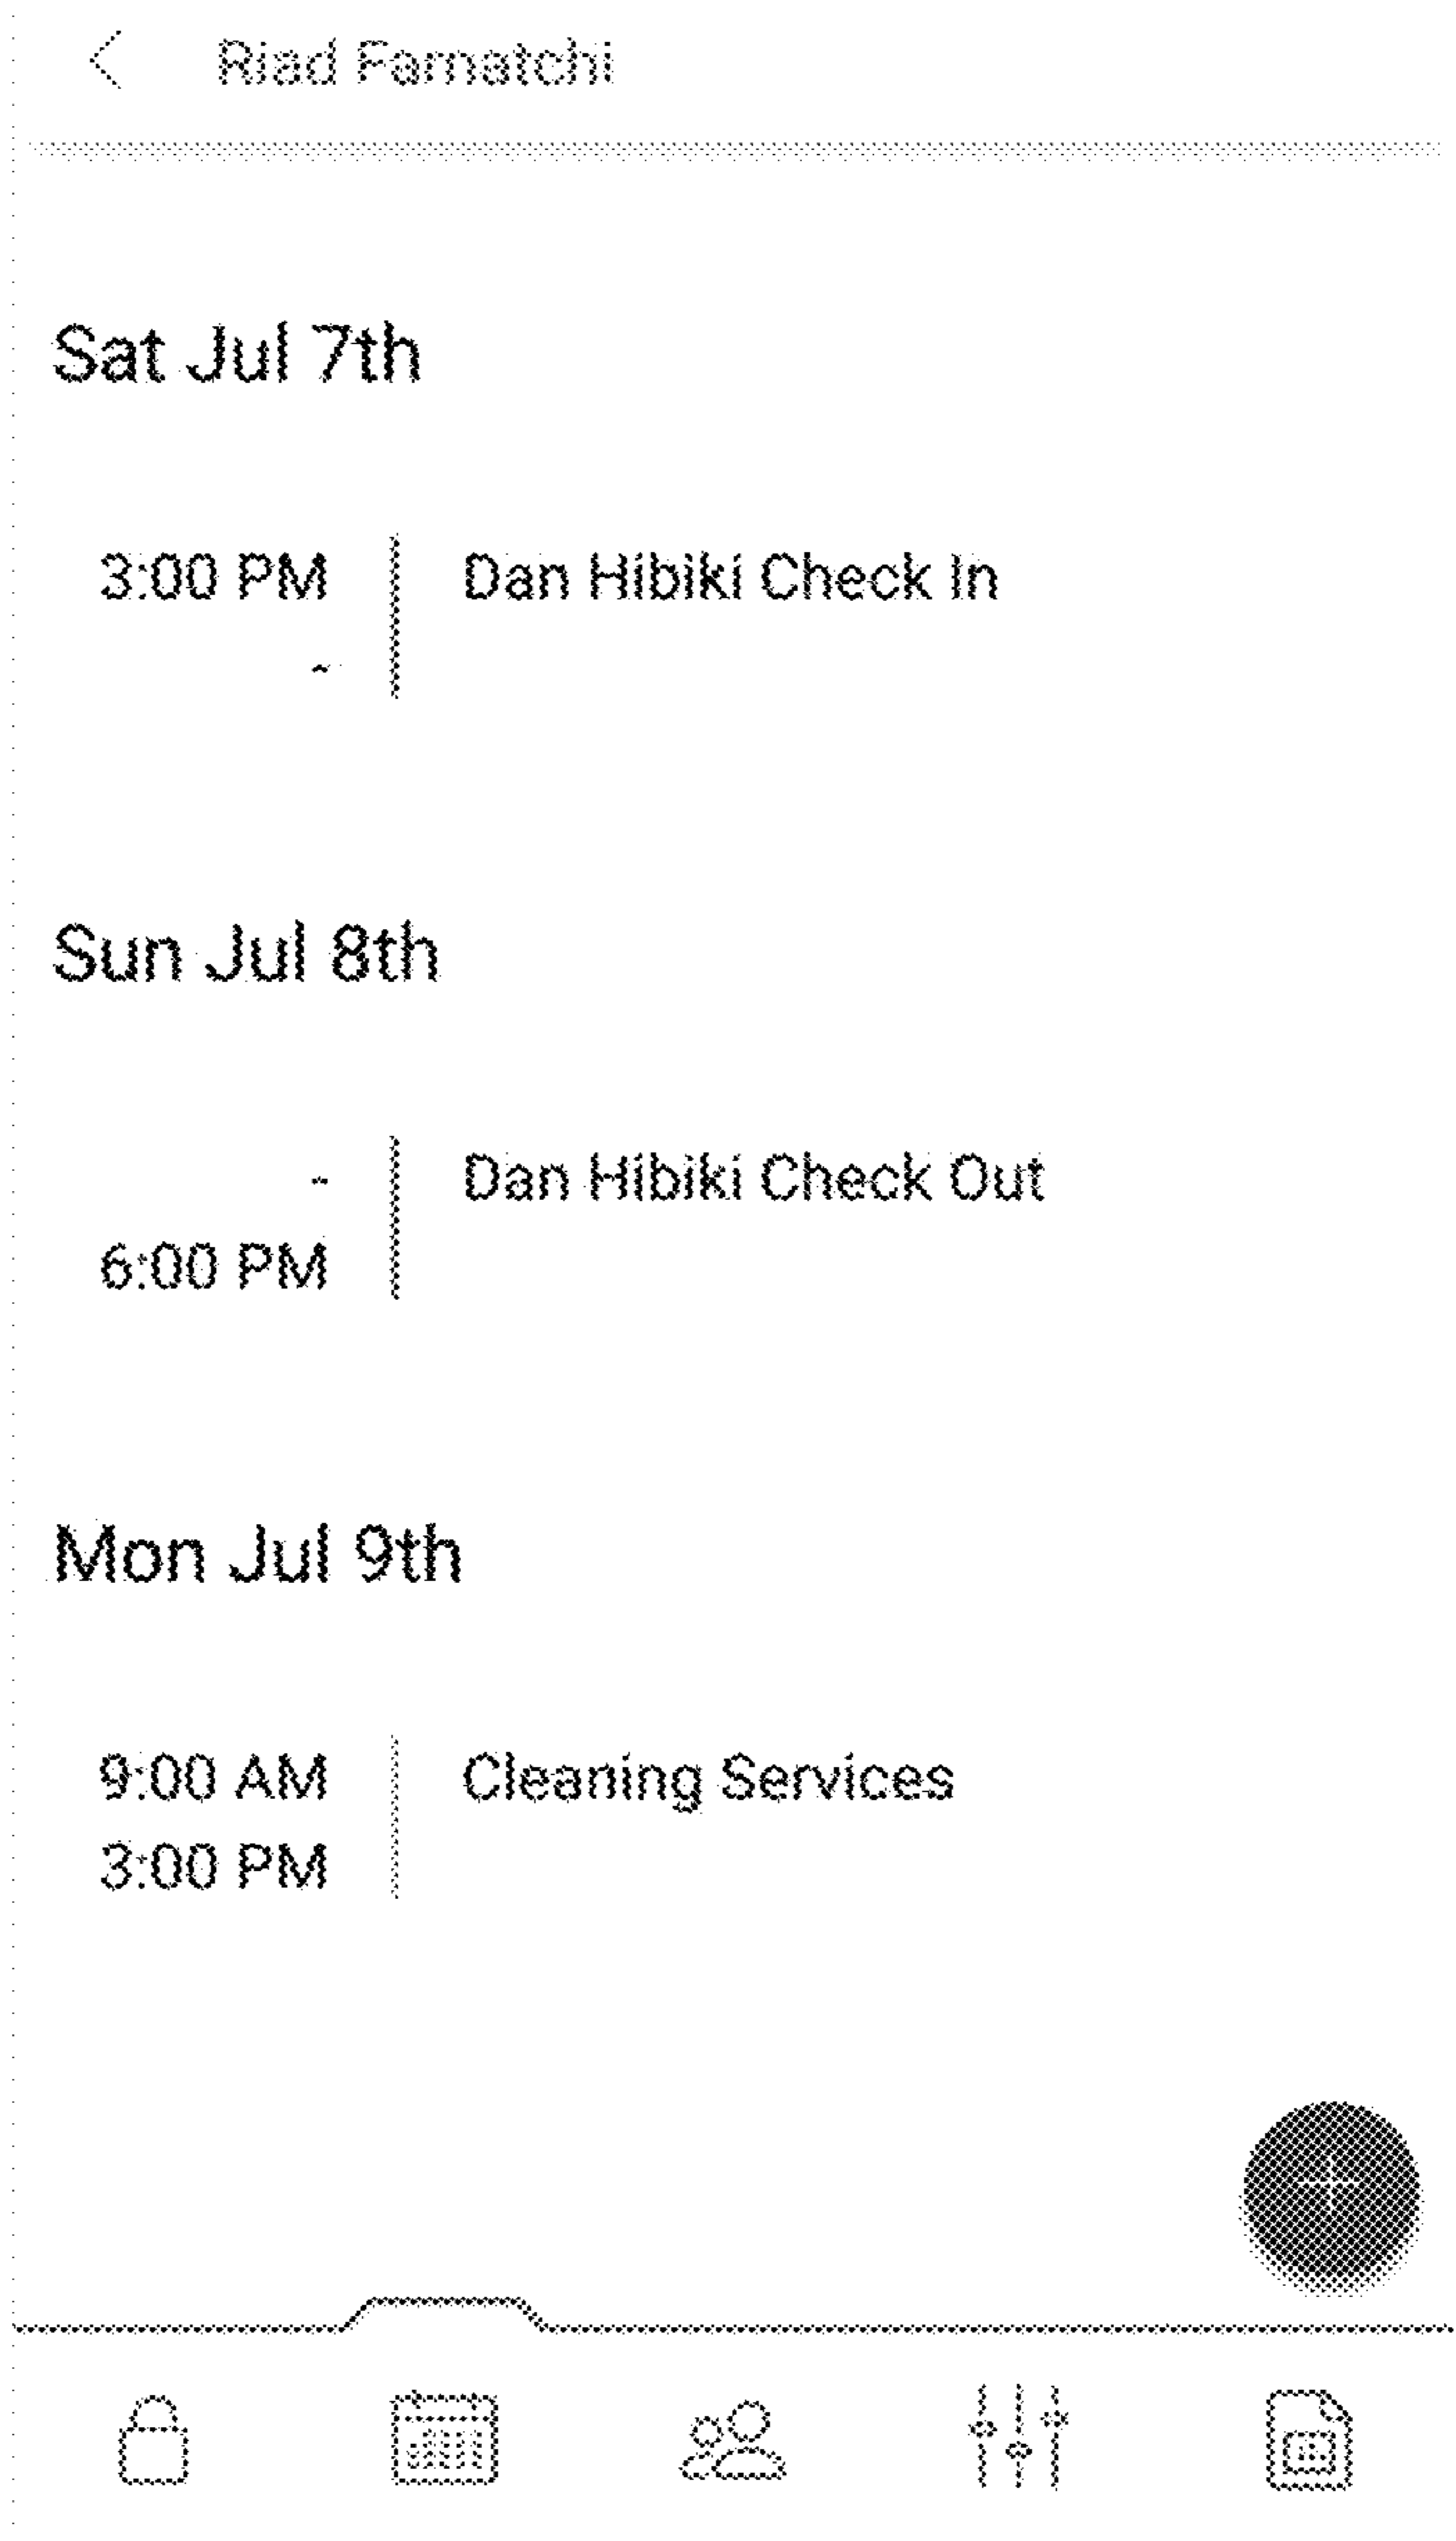 Riad Farnatchi
Sat Jul 7th
3:00 PM Dan Hibiki Check In
-
Sun Jul 8th
- Dan Hibiki Check Out
6:00 PM
Mon Jul 9th
9:00 AM Cleaning Services
3:00 PM
+